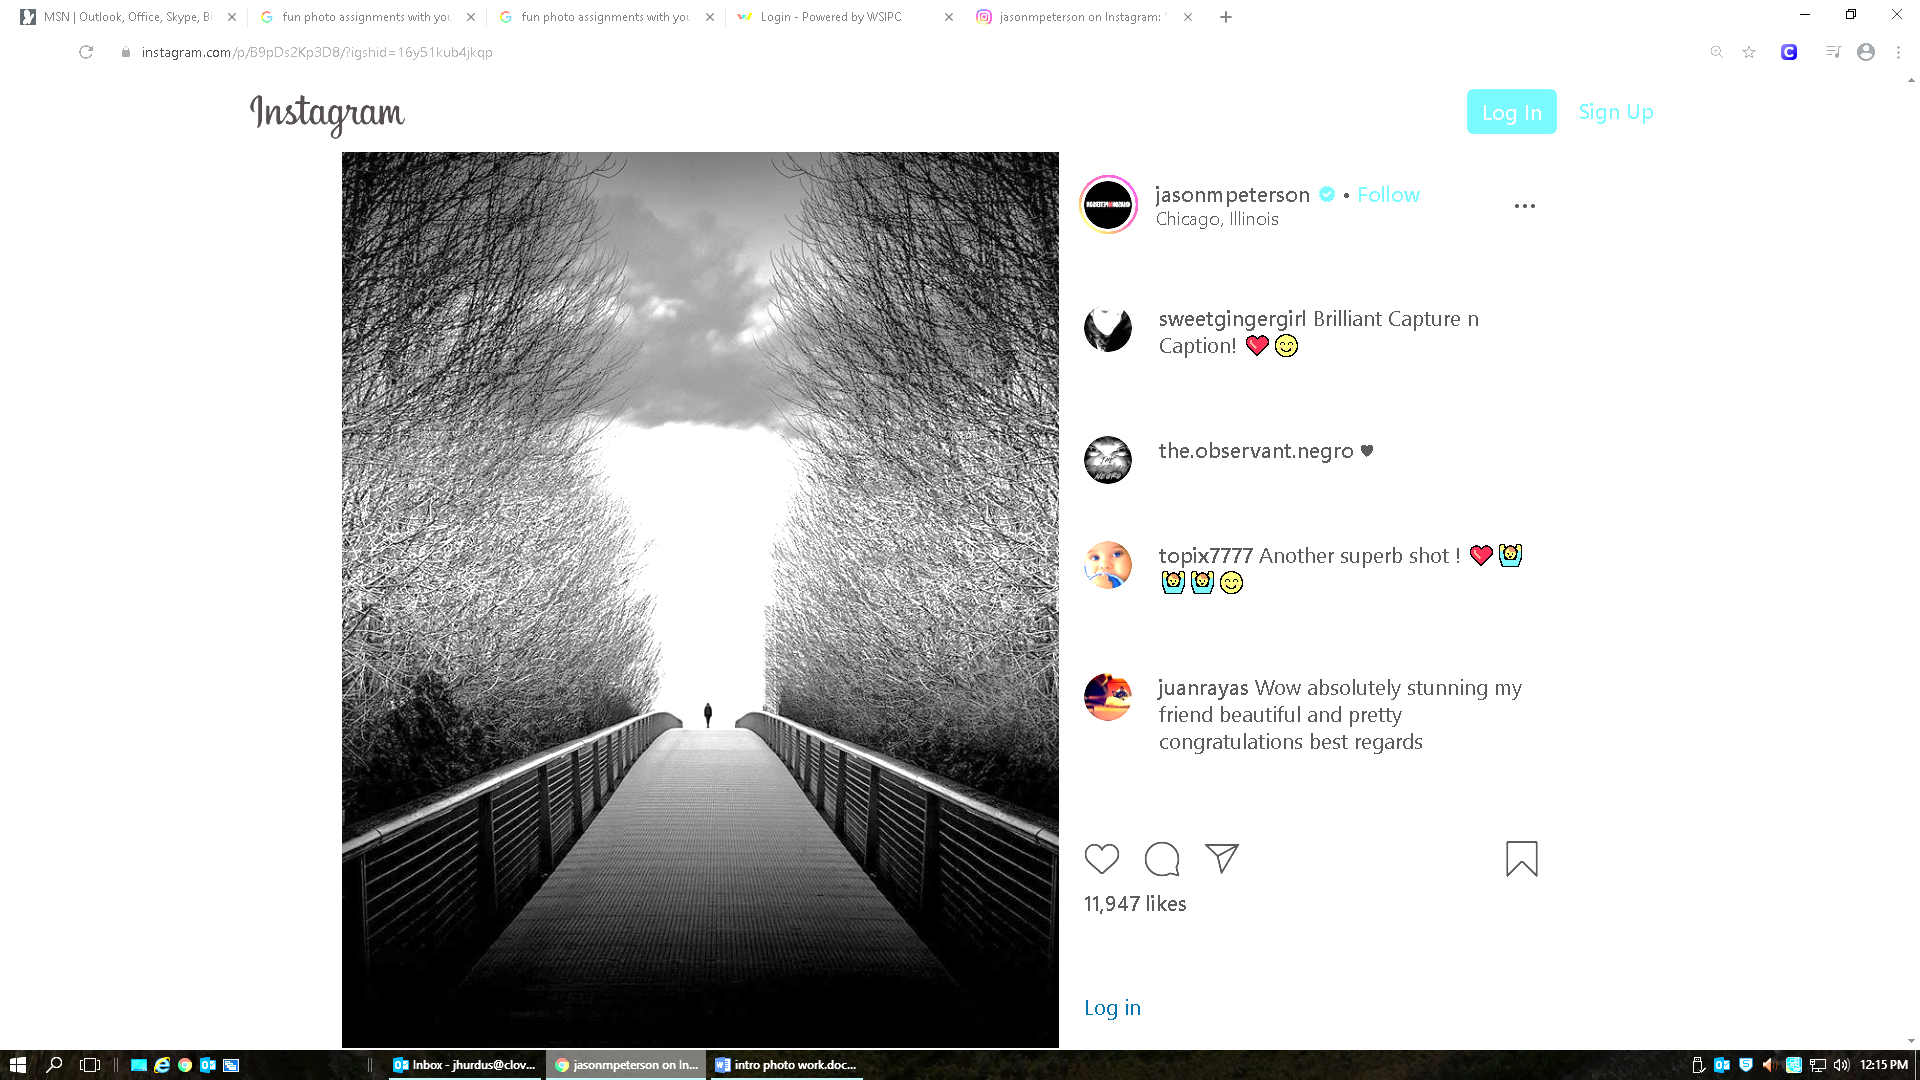 MSN | Outlook, Office, Skype, Bi
fun photo assignments with you
fun photo assignments with you
Login - Powered by WSIPC
jasonmpeterson on Instagram: "
instagram.com/p/B9pDs2Kp3D8/?igshid=16y51kub4jkqp
Instagram
Log In
Sign Up
jasonmpeterson • Follow
Chicago, Illinois
sweetgingergirl Brilliant Capture n
Caption! ❤️😊
the.observant.negro ♥
topix7777 Another superb shot ! ❤️🙆
🙆🙆😊
juanrayas Wow absolutely stunning my
friend beautiful and pretty
congratulations best regards
11,947 likes
Log in
Inbox - jhurdus@clov...
jasonmpeterson on In...
intro photo work.doc...
12:15 PM